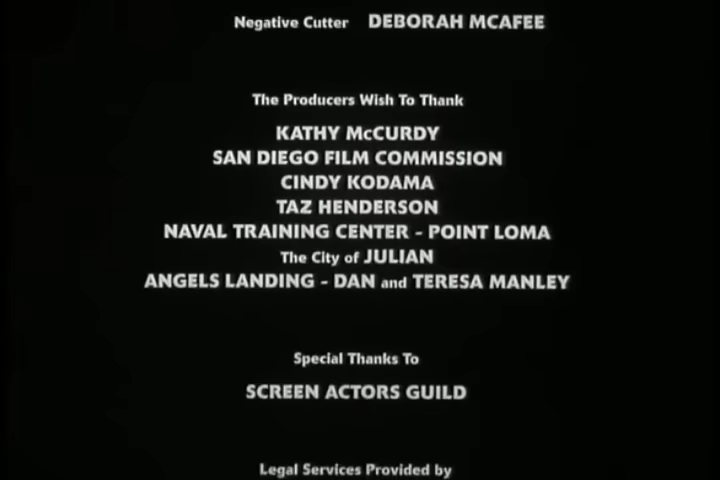 Negative Cutter DEBORAH MCAFEE
The Producers Wish To Thank
KATHY McCURDY
SAN DIEGO FILM COMMISSION
CINDY KODAMA
TAZ HENDERSON
NAVAL TRAINING CENTER - POINT LOMA
The City of JULIAN
ANGELS LANDING - DAN and TERESA MANLEY
Special Thanks To
SCREEN ACTORS GUILD
Legal Services Provided by